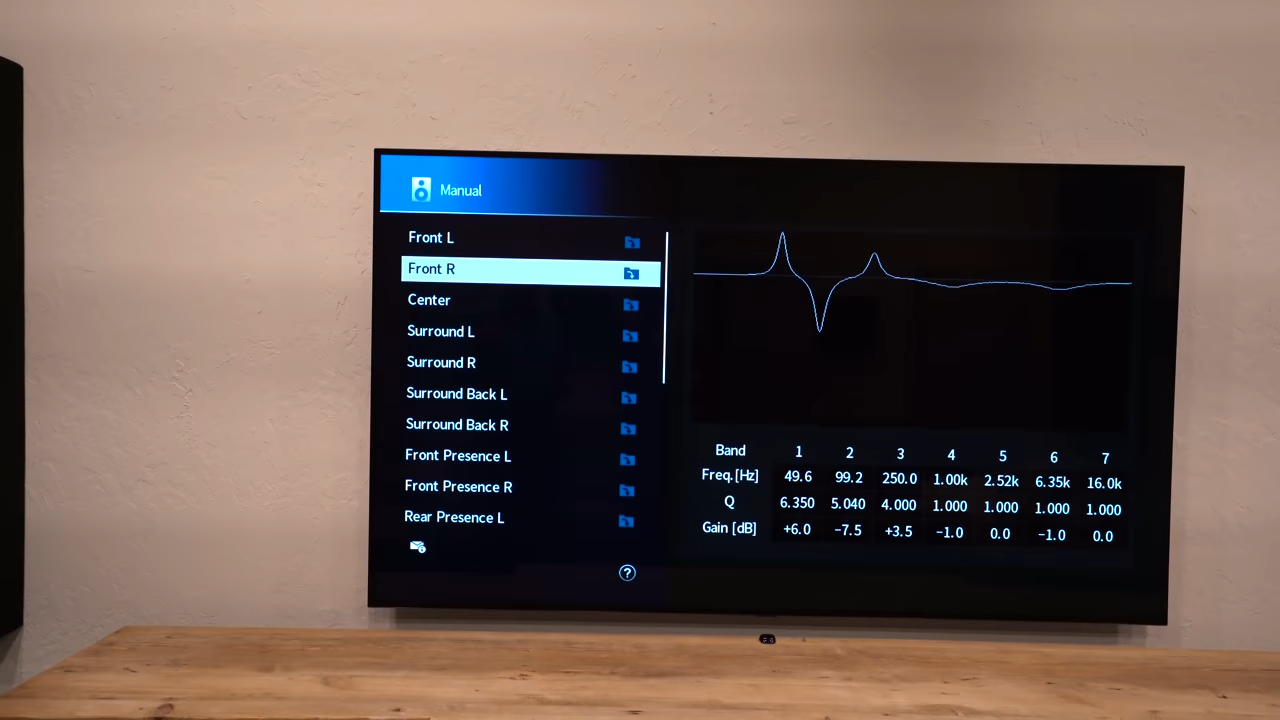 Manual
Front L
Front R
Center
Surround L
Surround R
Surround Back L
Surround Back R
Front Presence L
Front Presence R
Rear Presence L
?
Band 1 2 3 4 5 6 7
Freq.[Hz] 49.6 99.2 250.0 1.00k 2.52k 6.35k 16.0k
Q 6.350 5.040 4.000 1.000 1.000 1.000 1.000
Gain [dB] +6.0 -7.5 +3.5 -1.0 0.0 -1.0 0.0